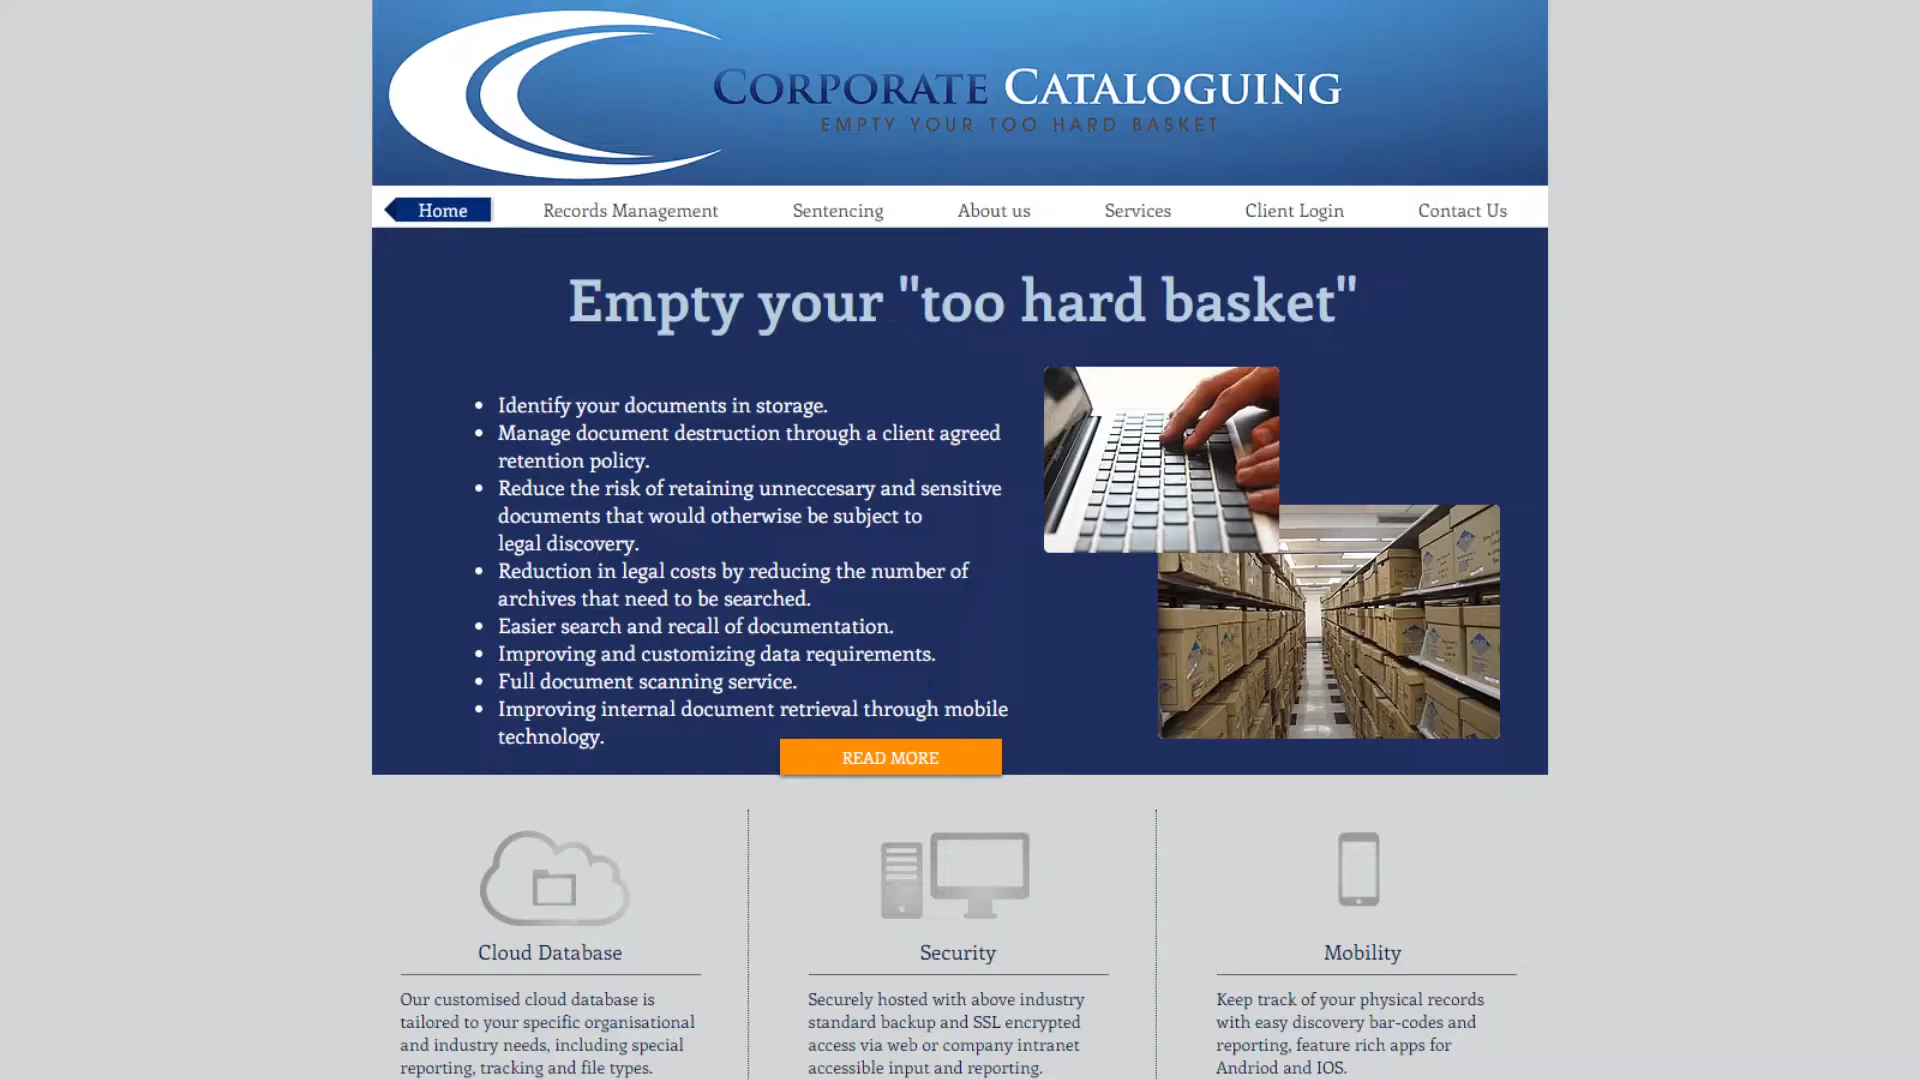 CORPORATE CATALOGUING
EMPTY YOUR TOO HARD BASKET
Home
Records Management
Sentencing
About us
Services
Client Login
Contact Us
Empty your "too hard basket"
• Identify your documents in storage.
• Manage document destruction through a client agreed
retention policy.
• Reduce the risk of retaining unneccesary and sensitive
documents that would otherwise be subject to
legal discovery.
• Reduction in legal costs by reducing the number of
archives that need to be searched.
• Easier search and recall of documentation.
• Improving and customizing data requirements.
• Full document scanning service.
• Improving internal document retrieval through mobile
technology.
READ MORE
Cloud Database
Our customised cloud database is
tailored to your specific organisational
and industry needs, including special
reporting, tracking and file types.
Security
Securely hosted with above industry
standard backup and SSL encrypted
access via web or company intranet
accessible input and reporting.
Mobility
Keep track of your physical records
with easy discovery bar-codes and
reporting, feature rich apps for
Andriod and IOS.